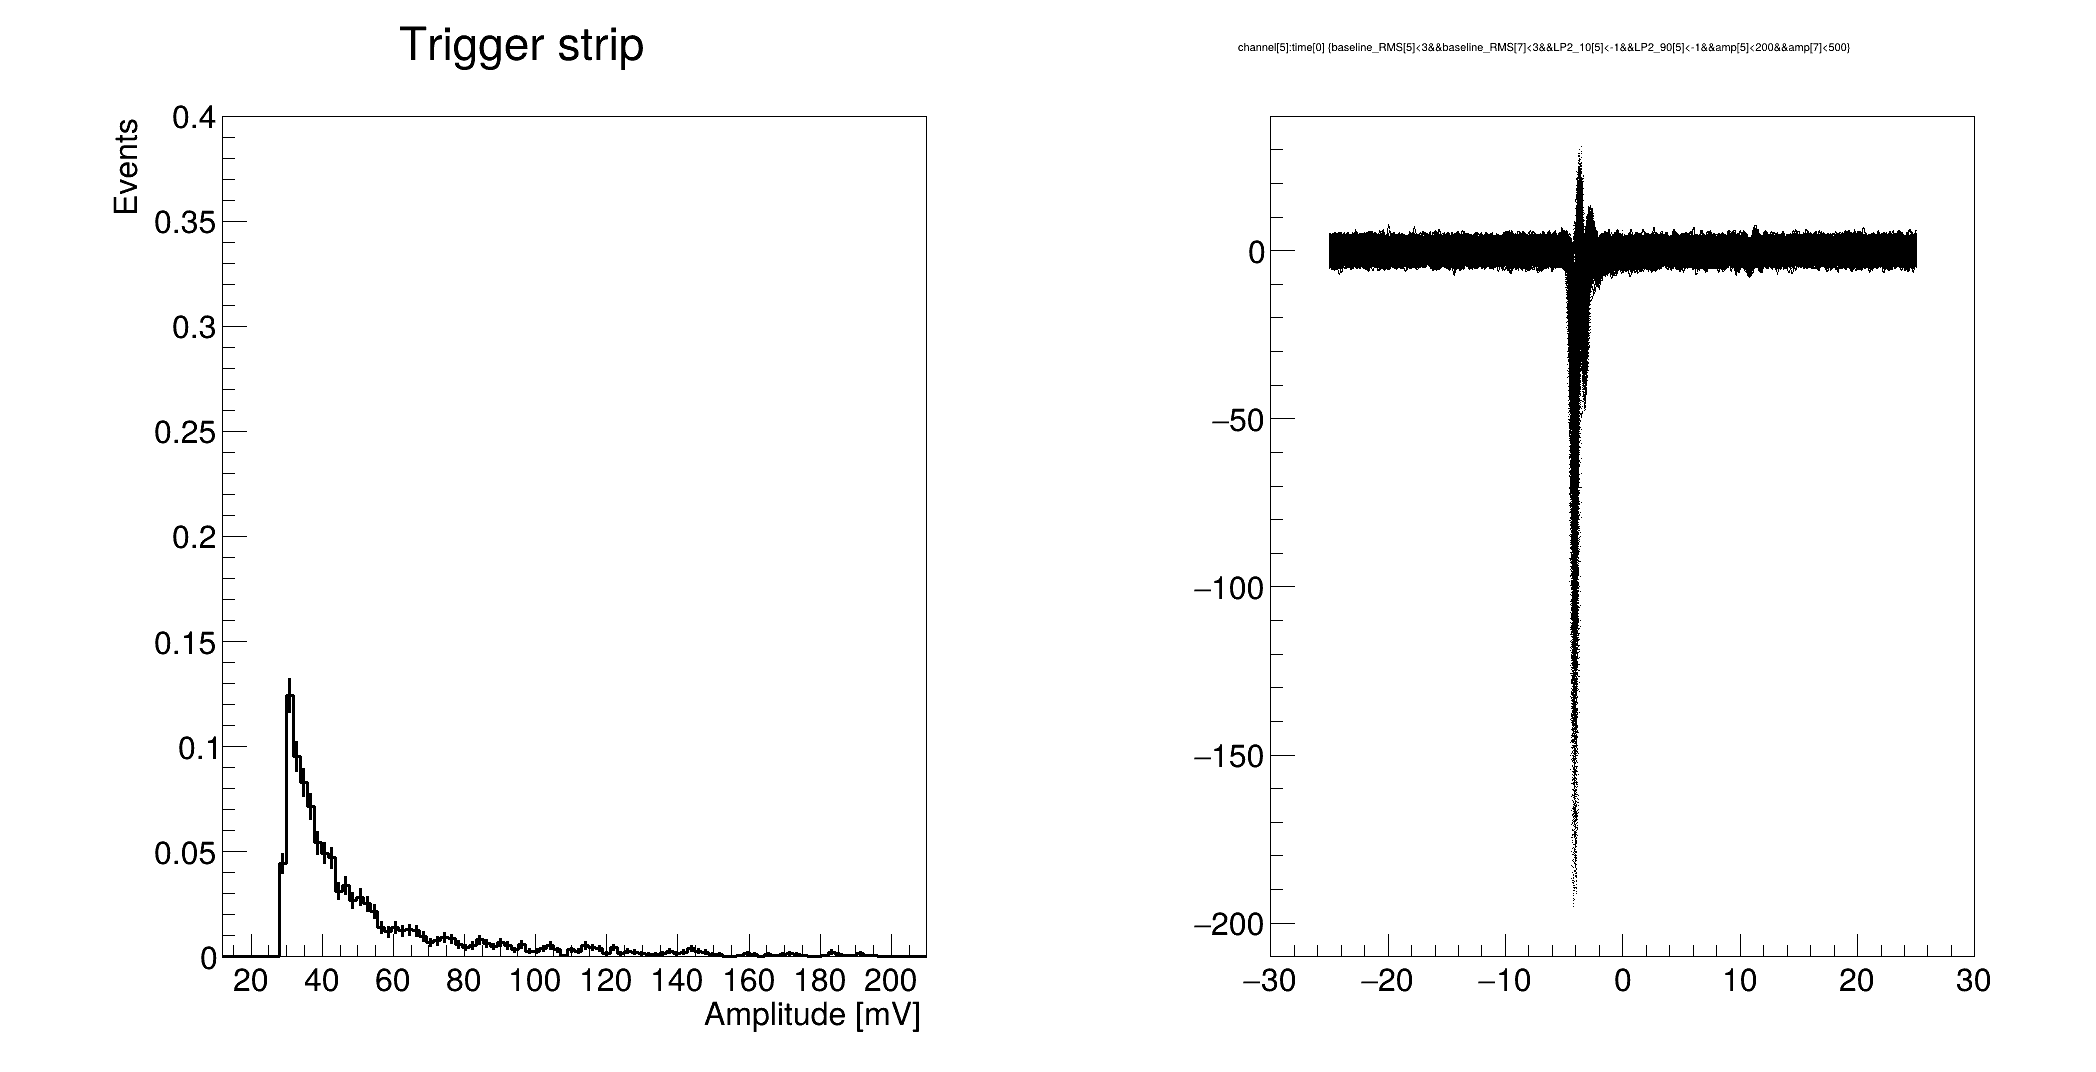 Trigger strip
Events
0.4
0.35
0.3
0.25
0.2
0.15
0.1
0.05
0
20 40 60 80 100 120 140 160 180 200
Amplitude [mV]
channel[5]:time[0] {baseline_RMS[5]<3&&baseline_RMS[7]<3&&LP2_10[5]<-1&&LP2_90[5]<-1&&amp[5]<200&&amp[7]<500}
0
−50
−100
−150
−200
−30 −20 −10 0 10 20 30